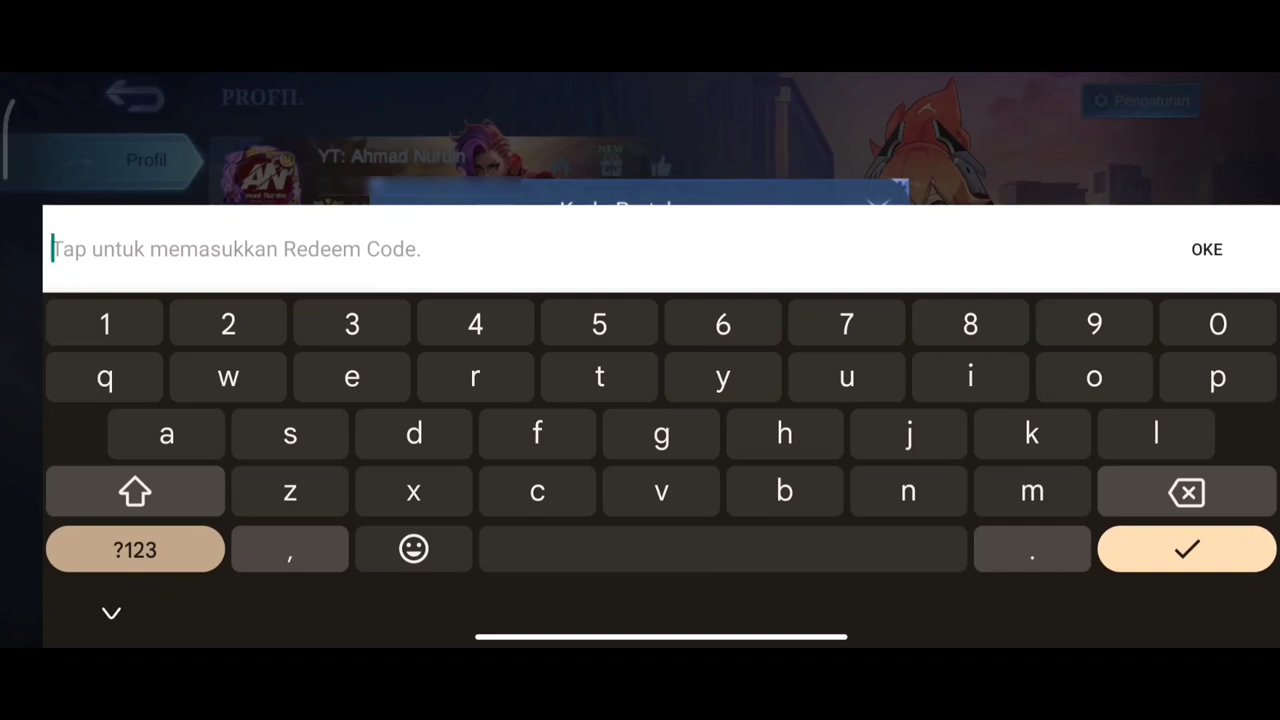 PROFIL
Pengaturan
Profil
YT: Ahmad Nurdin
NEW
AN
Tap untuk memasukkan Redeem Code.
OKE
1 2 3 4 5 6 7 8 9 0
q w e r t y u i o p
a s d f g h j k l
z x c v b n m
?123 , .